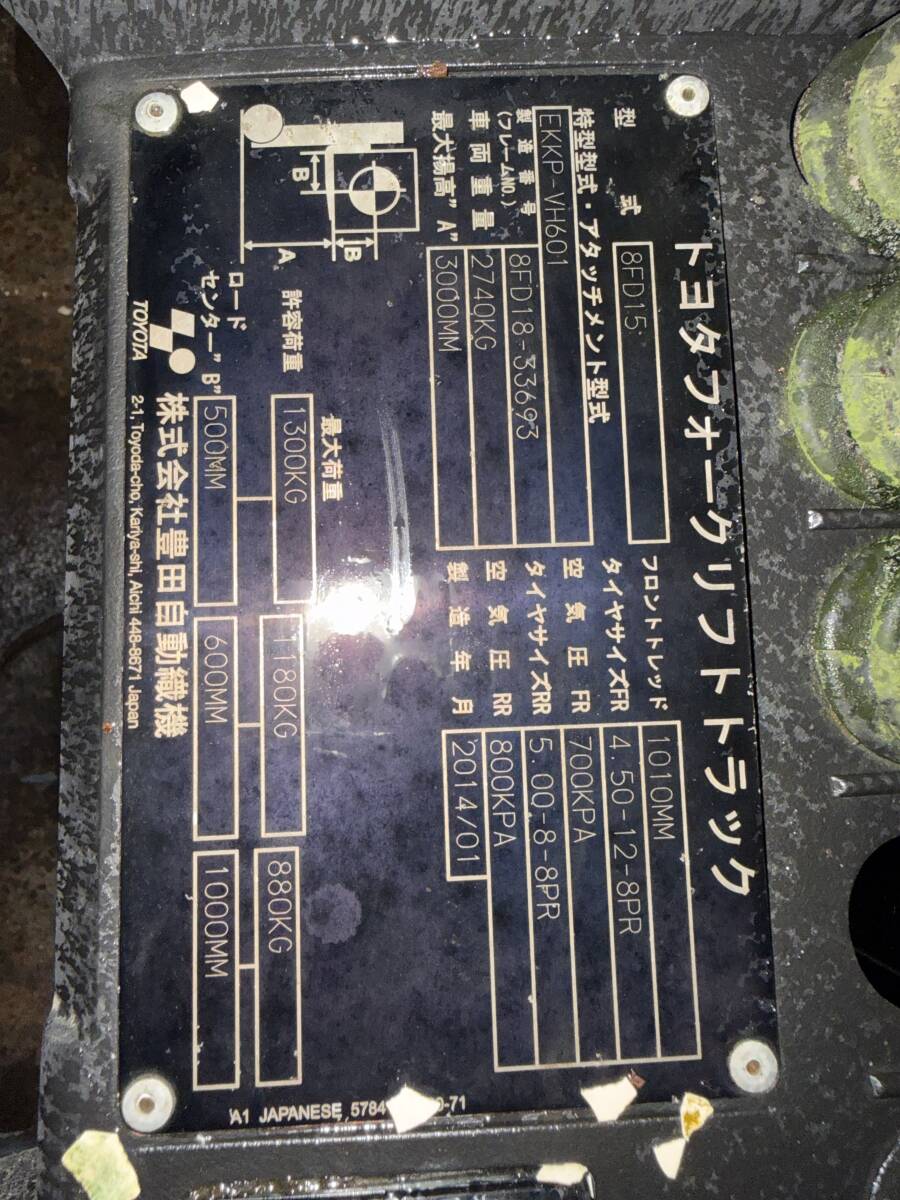 トヨタフォークリフトトラック
型式 8FD15
特型型式・アタッチメント型式
EKKP-VH601
製造番号(フレームNO.) 8FD18-33693
車両重量 2740KG
最大揚高"A" 3000MM
フロントトレッド 1010MM
タイヤサイズFR 4.50-12-8PR
空気圧 FR 700KPA
タイヤサイズRR 5.00-8-8PR
空気圧 RR 800KPA
製造年月 2014/01
B
A
B
最大荷重
許容荷重 1300KG 1180KG 880KG
ロードセンター"B" 500MM 600MM 1000MM
TOYOTA
株式会社豊田自動織機
2-1, Toyoda-cho, Kariya-shi, Aichi 448-8671 Japan
A1 JAPANESE